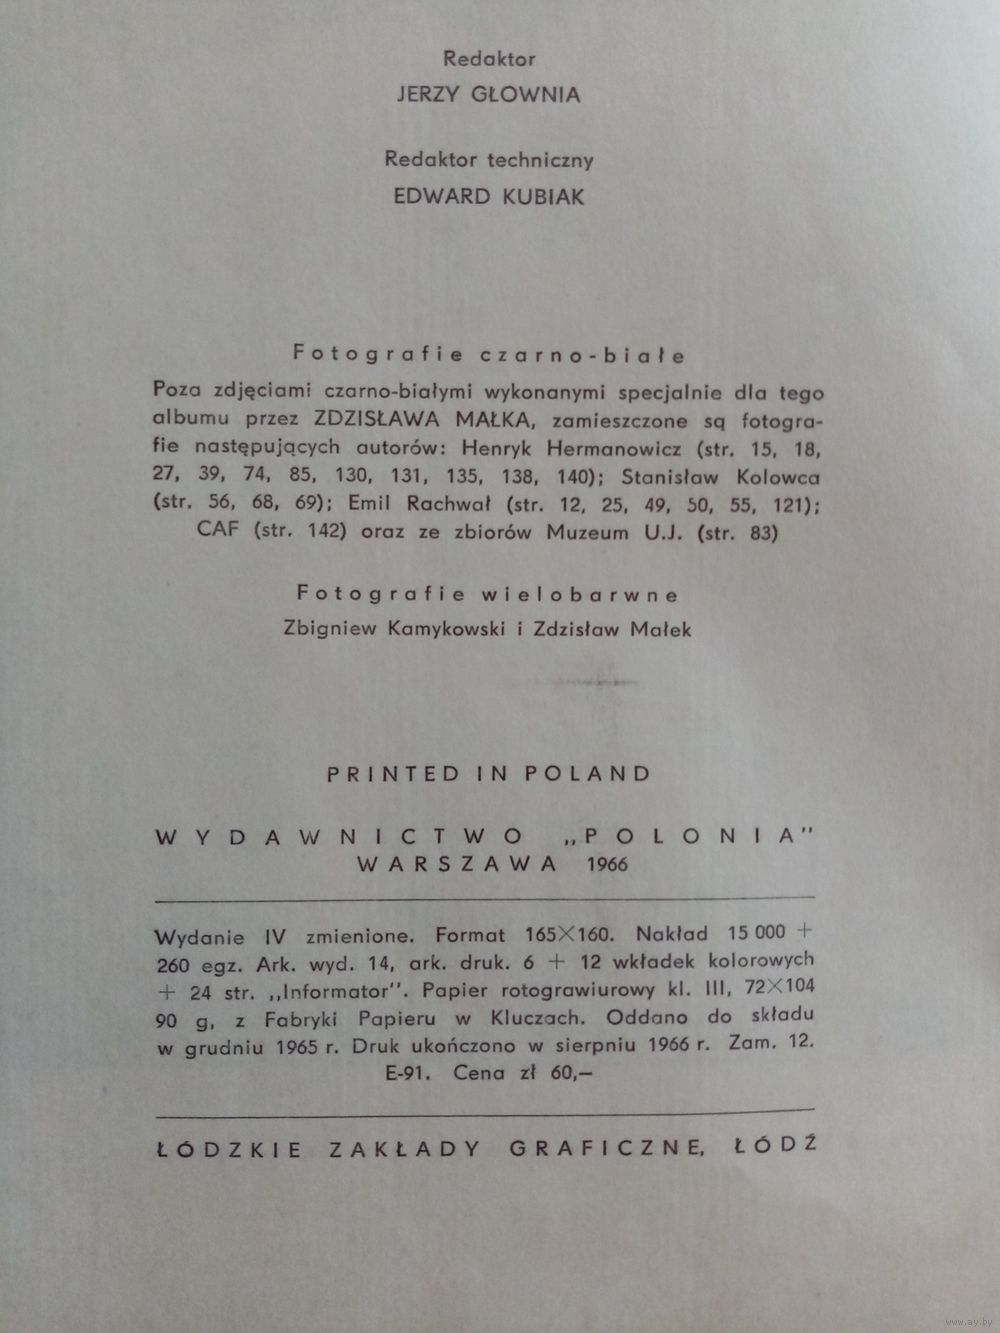 Redaktor
JERZY GŁOWNIA
Redaktor techniczny
EDWARD KUBIAK
Fotografie czarno-białe
Poza zdjęciami czarno-białymi wykonanymi specjalnie dla tego
albumu przez ZDZISŁAWA MAŁKA, zamieszczone są fotogra-
fie następujących autorów: Henryk Hermanowicz (str. 15, 18,
27, 39, 74, 85, 130, 131, 135, 138, 140); Stanisław Kolowca
(str. 56, 68, 69); Emil Rachwał (str. 12, 25, 49, 50, 55, 121);
CAF (str. 142) oraz ze zbiorów Muzeum U.J. (str. 83)
Fotografie wielobarwne
Zbigniew Kamykowski i Zdzisław Małek
PRINTED IN POLAND
WYDAWNICTWO „POLONIA"
WARSZAWA 1966
Wydanie IV zmienione. Format 165×160. Nakład 15 000 +
260 egz. Ark. wyd. 14, ark. druk. 6 + 12 wkładek kolorowych
+ 24 str. „Informator". Papier rotograwiurowy kl. III, 72×104
90 g, z Fabryki Papieru w Kluczach. Oddano do składu
w grudniu 1965 r. Druk ukończono w sierpniu 1966 r. Zam. 12.
E-91. Cena zł 60,—
ŁÓDZKIE ZAKŁADY GRAFICZNE, ŁÓDŹ
www.ay.by